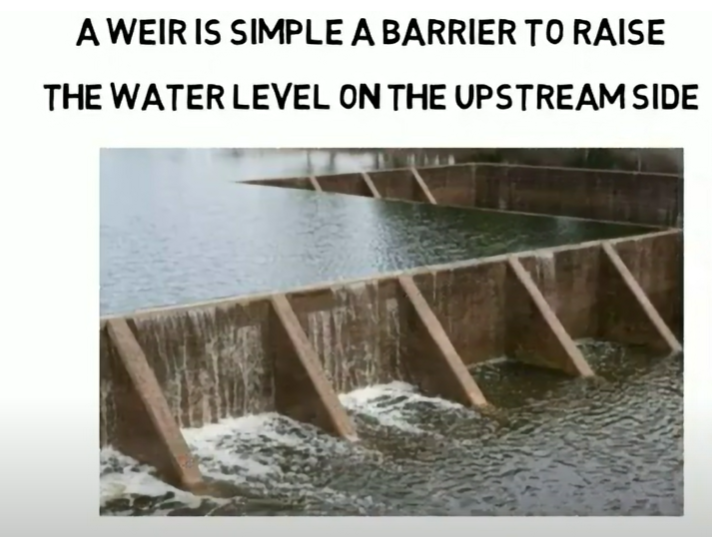 A WEIR IS SIMPLE A BARRIER TO RAISE
THE WATER LEVEL ON THE UPSTREAM SIDE